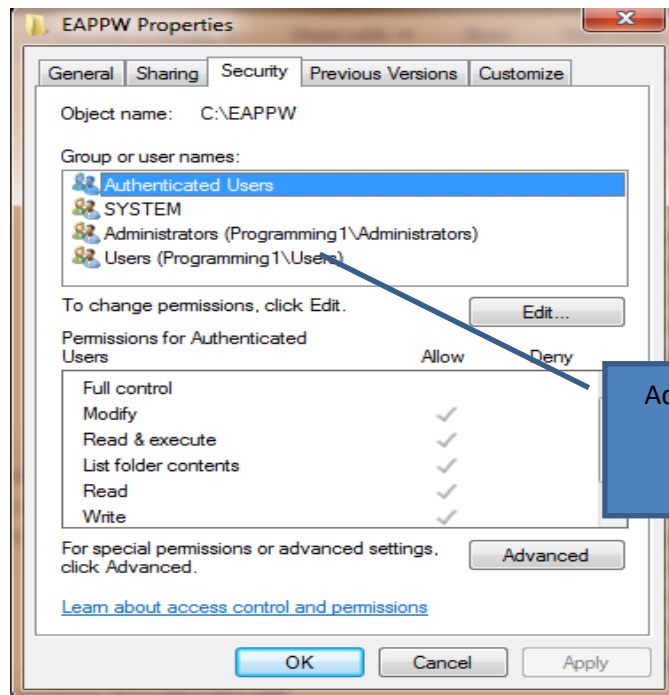 EAPPW Properties
General Sharing Security Previous Versions Customize
Object name: C:\EAPPW
Group or user names:
Authenticated Users
SYSTEM
Administrators (Programming1\Administrators)
Users (Programming1\Users)
To change permissions, click Edit.
Edit...
Permissions for Authenticated
Users Allow Deny
Full control
Modify
Read & execute
List folder contents
Read
Write
For special permissions or advanced settings,
click Advanced.
Advanced
Learn about access control and permissions
OK Cancel Apply